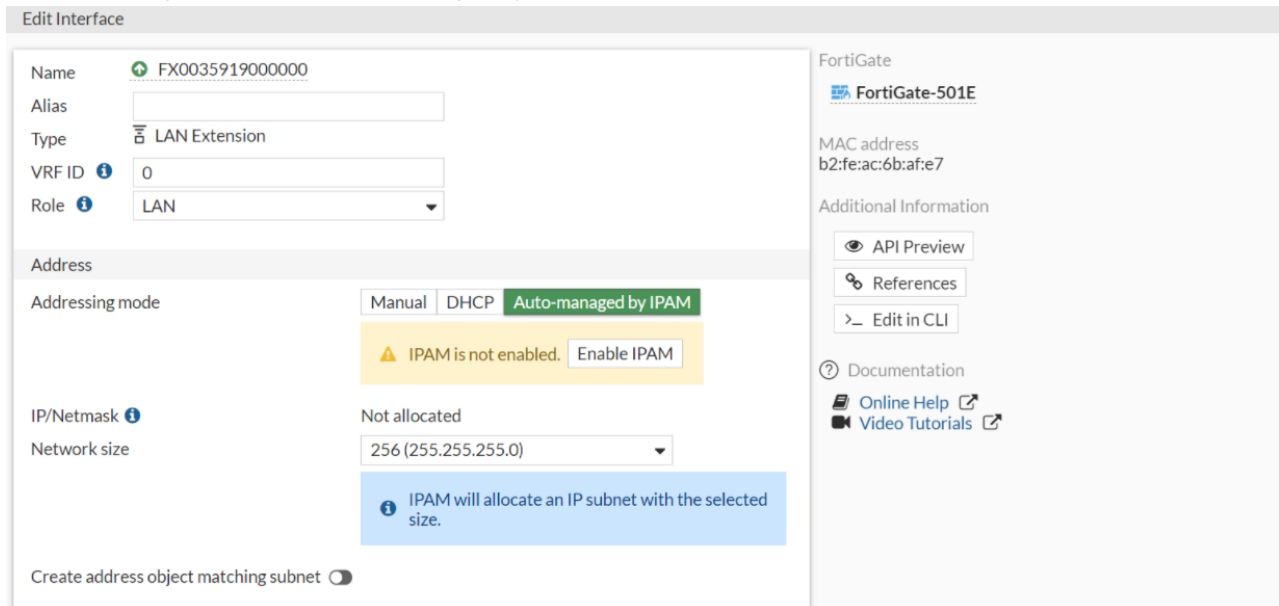 Edit Interface
Name FX0035919000000
Alias
Type LAN Extension
VRF ID 0
Role LAN
Address
Addressing mode Manual DHCP Auto-managed by IPAM
IPAM is not enabled. Enable IPAM
IP/Netmask Not allocated
Network size 256 (255.255.255.0)
IPAM will allocate an IP subnet with the selected
size.
Create address object matching subnet
FortiGate
FortiGate-501E
MAC address
b2:fe:ac:6b:af:e7
Additional Information
API Preview
References
>_ Edit in CLI
Documentation
Online Help
Video Tutorials